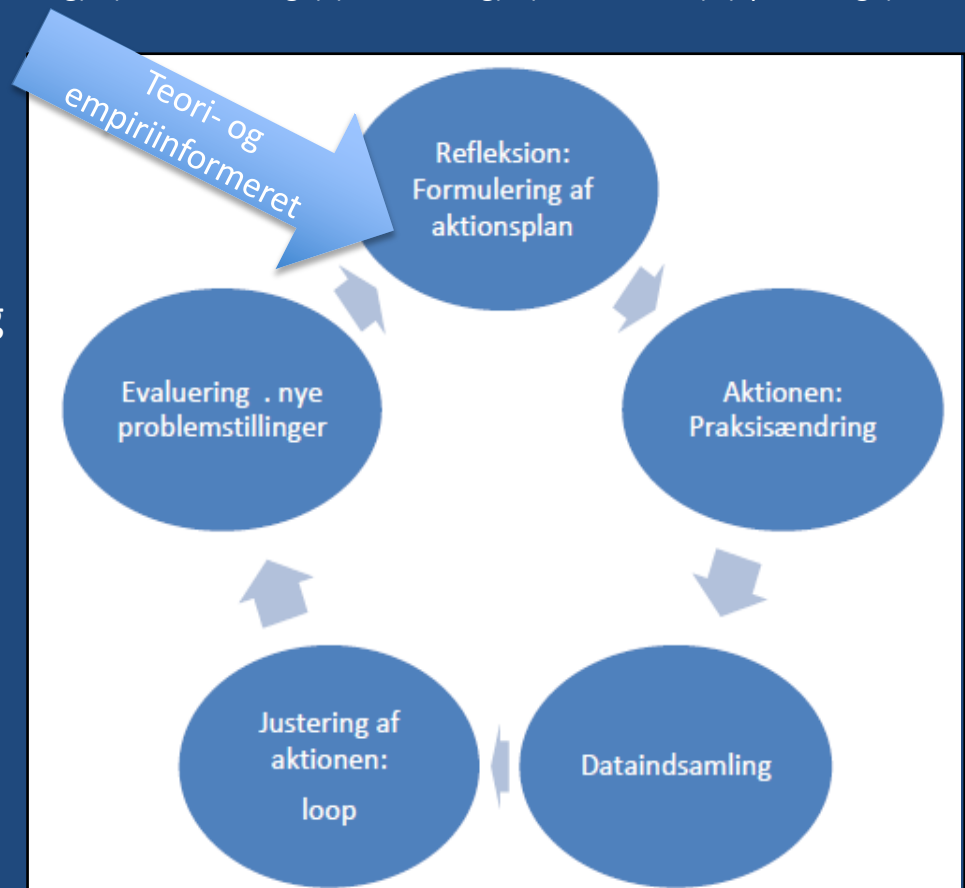 Teori- og
empiriinformeret
Refleksion:
Formulering af
aktionsplan
Aktionen:
Praksisændring
Dataindsamling
Justering af
aktionen:
loop
Evaluering . nye
problemstillinger